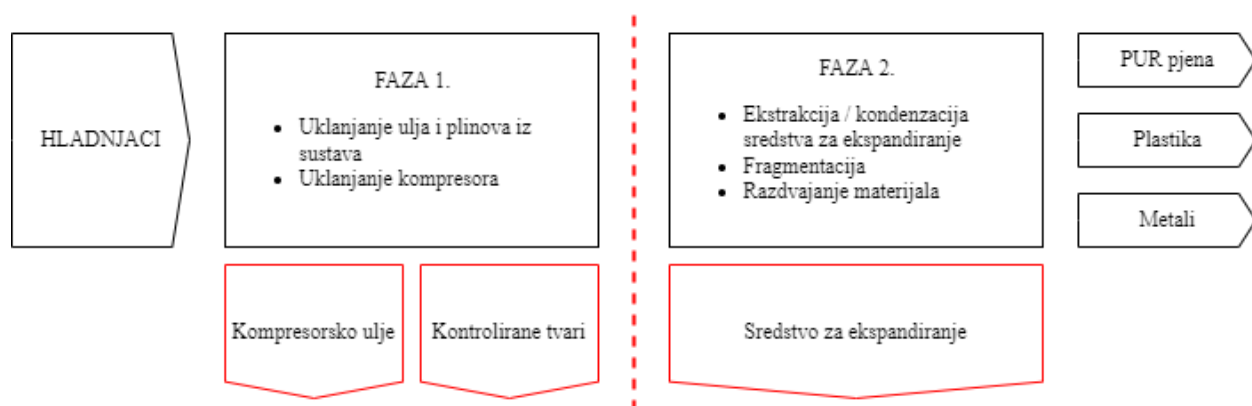 HLADNJACI
FAZA 1.
• Uklanjanje ulja i plinova iz
sustava
• Uklanjanje kompresora
Kompresorsko ulje
Kontrolirane tvari
FAZA 2.
• Ekstrakcija / kondenzacija
sredstva za ekspandiranje
• Fragmentacija
• Razdvajanje materijala
Sredstvo za ekspandiranje
PUR pjena
Plastika
Metali